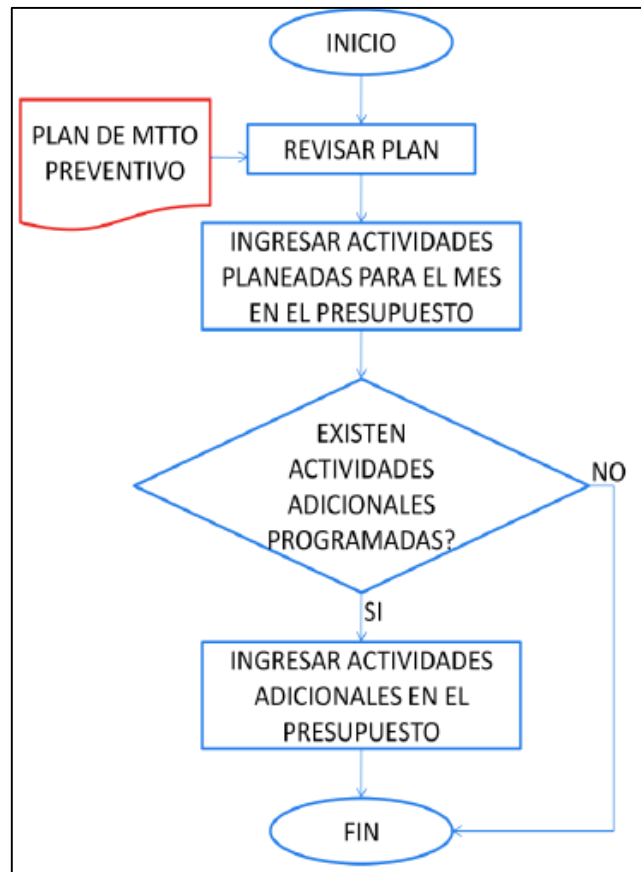 INICIO
PLAN DE MTTO
PREVENTIVO
REVISAR PLAN
INGRESAR ACTIVIDADES
PLANEADAS PARA EL MES
EN EL PRESUPUESTO
EXISTEN
ACTIVIDADES
ADICIONALES
PROGRAMADAS?
NO
SI
INGRESAR ACTIVIDADES
ADICIONALES EN EL
PRESUPUESTO
FIN